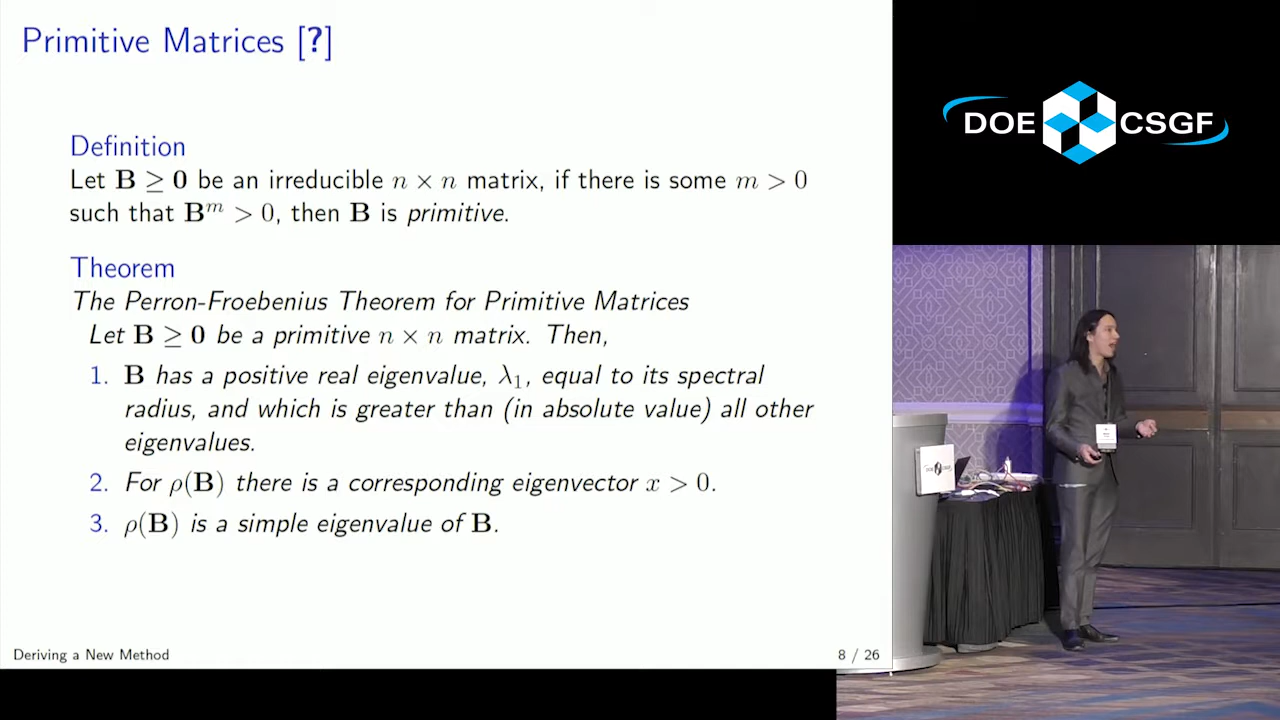 Primitive Matrices [?]
Definition
Let B ≥ 0 be an irreducible n × n matrix, if there is some m > 0
such that B^m > 0, then B is primitive.
Theorem
The Perron-Froebenius Theorem for Primitive Matrices
Let B ≥ 0 be a primitive n × n matrix. Then,
1. B has a positive real eigenvalue, λ₁, equal to its spectral
radius, and which is greater than (in absolute value) all other
eigenvalues.
2. For ρ(B) there is a corresponding eigenvector x > 0.
3. ρ(B) is a simple eigenvalue of B.
Deriving a New Method
8 / 26
DOE CSGF
DOE CSGF